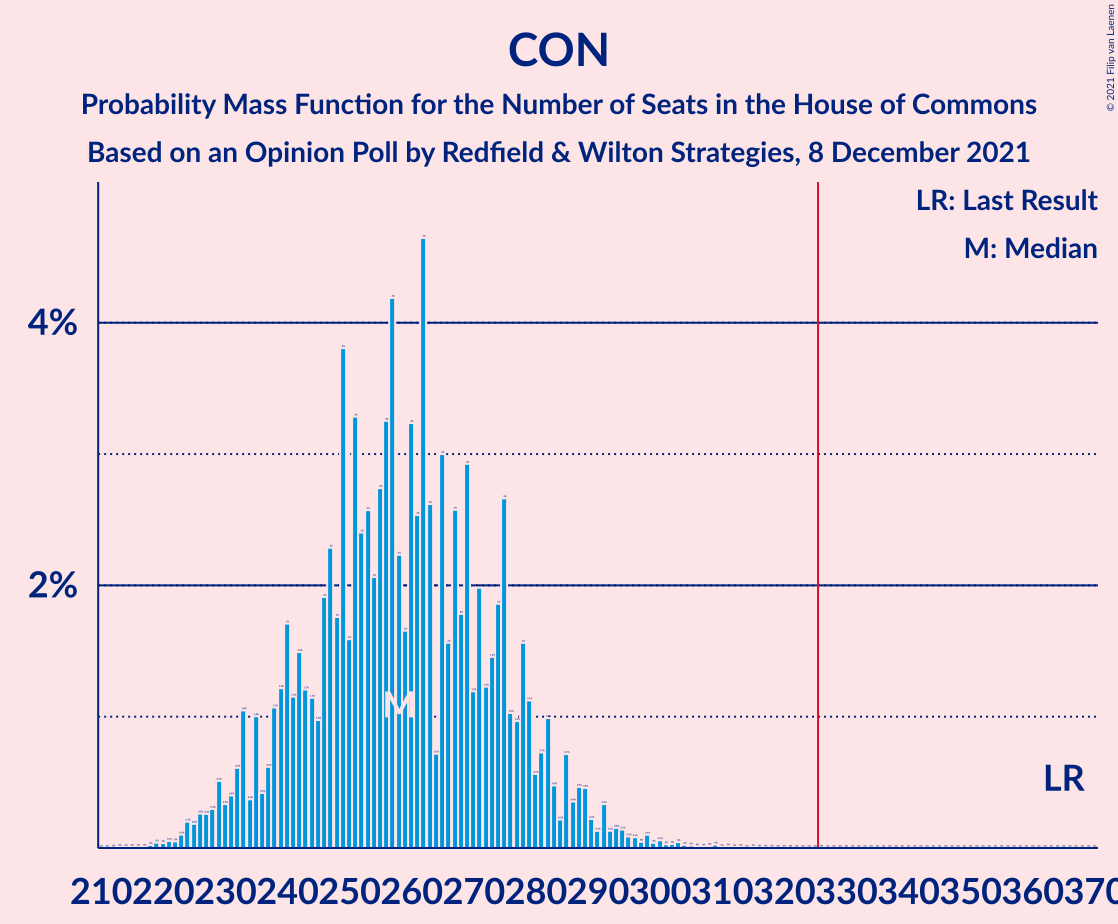 CON
Probability Mass Function for the Number of Seats in the House of Commons
Based on an Opinion Poll by Redfield & Wilton Strategies, 8 December 2021
© 2021 Filip van Laenen
LR: Last Result
M: Median
4%
2%
M
LR
210220230240250260270280290300310320330340350360370